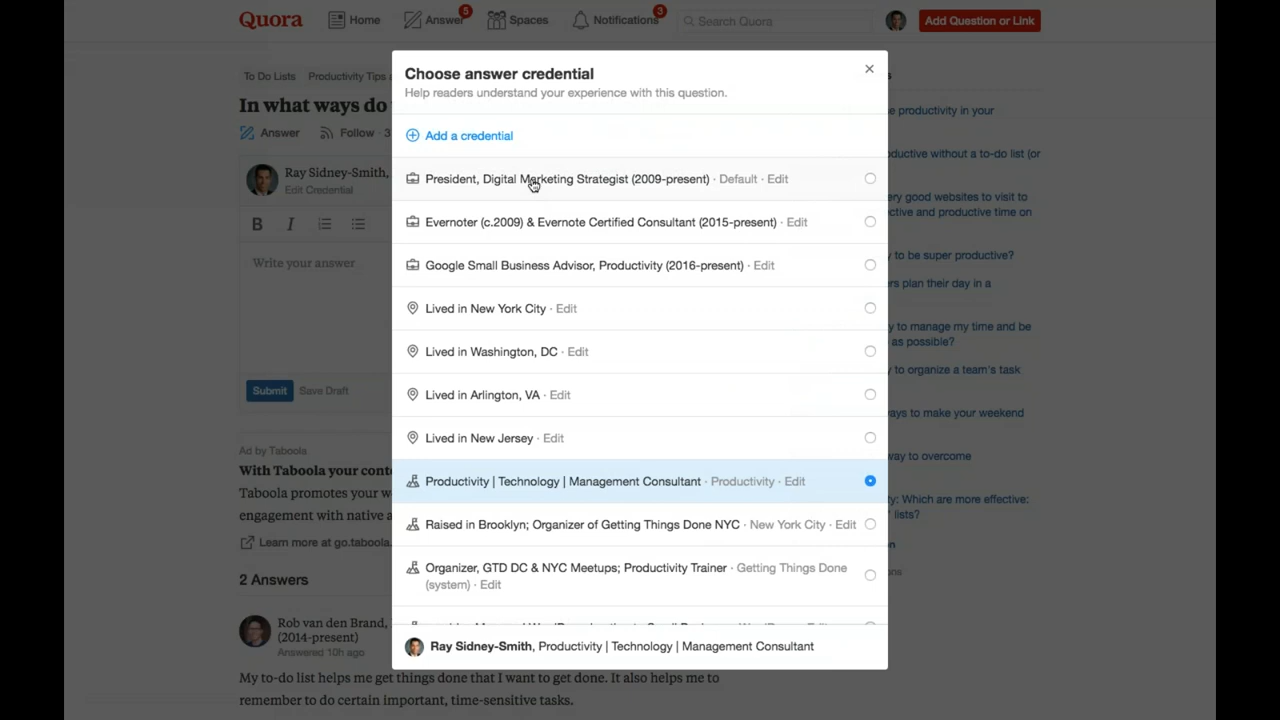 Quora
Home
Answer
5
Spaces
Notifications
3
Search Quora
Add Question or Link
To Do Lists Productivity Tips
In what ways do
Answer
Follow · 3
Ray Sidney-Smith,
Edit Credential
B I
Write your answer
Submit
Save Draft
Ad by Taboola
With Taboola your
Taboola promotes your
engagement with native
Learn more at go.taboola.
2 Answers
Rob van den Brand,
(2014-present)
Answered 10h ago
My to-do list helps me get things done that I want to get done. It also helps me to
remember to do certain important, time-sensitive tasks.
Choose answer credential
Help readers understand your experience with this question.
Add a credential
President, Digital Marketing Strategist (2009-present) · Default · Edit
Evernoter (c.2009) & Evernote Certified Consultant (2015-present) · Edit
Google Small Business Advisor, Productivity (2016-present) · Edit
Lived in New York City · Edit
Lived in Washington, DC · Edit
Lived in Arlington, VA · Edit
Lived in New Jersey · Edit
Productivity | Technology | Management Consultant · Productivity · Edit
Raised in Brooklyn; Organizer of Getting Things Done NYC · New York City · Edit
Organizer, GTD DC & NYC Meetups; Productivity Trainer · Getting Things Done
(system) · Edit
Ray Sidney-Smith, Productivity | Technology | Management Consultant
productivity in your
without a to-do list (or
good websites to visit to
and productive time on
to be super productive?
plan their day in a
to manage my time and be
as possible?
to organize a team's task
to make your weekend
way to overcome
Which are more effective:
lists?